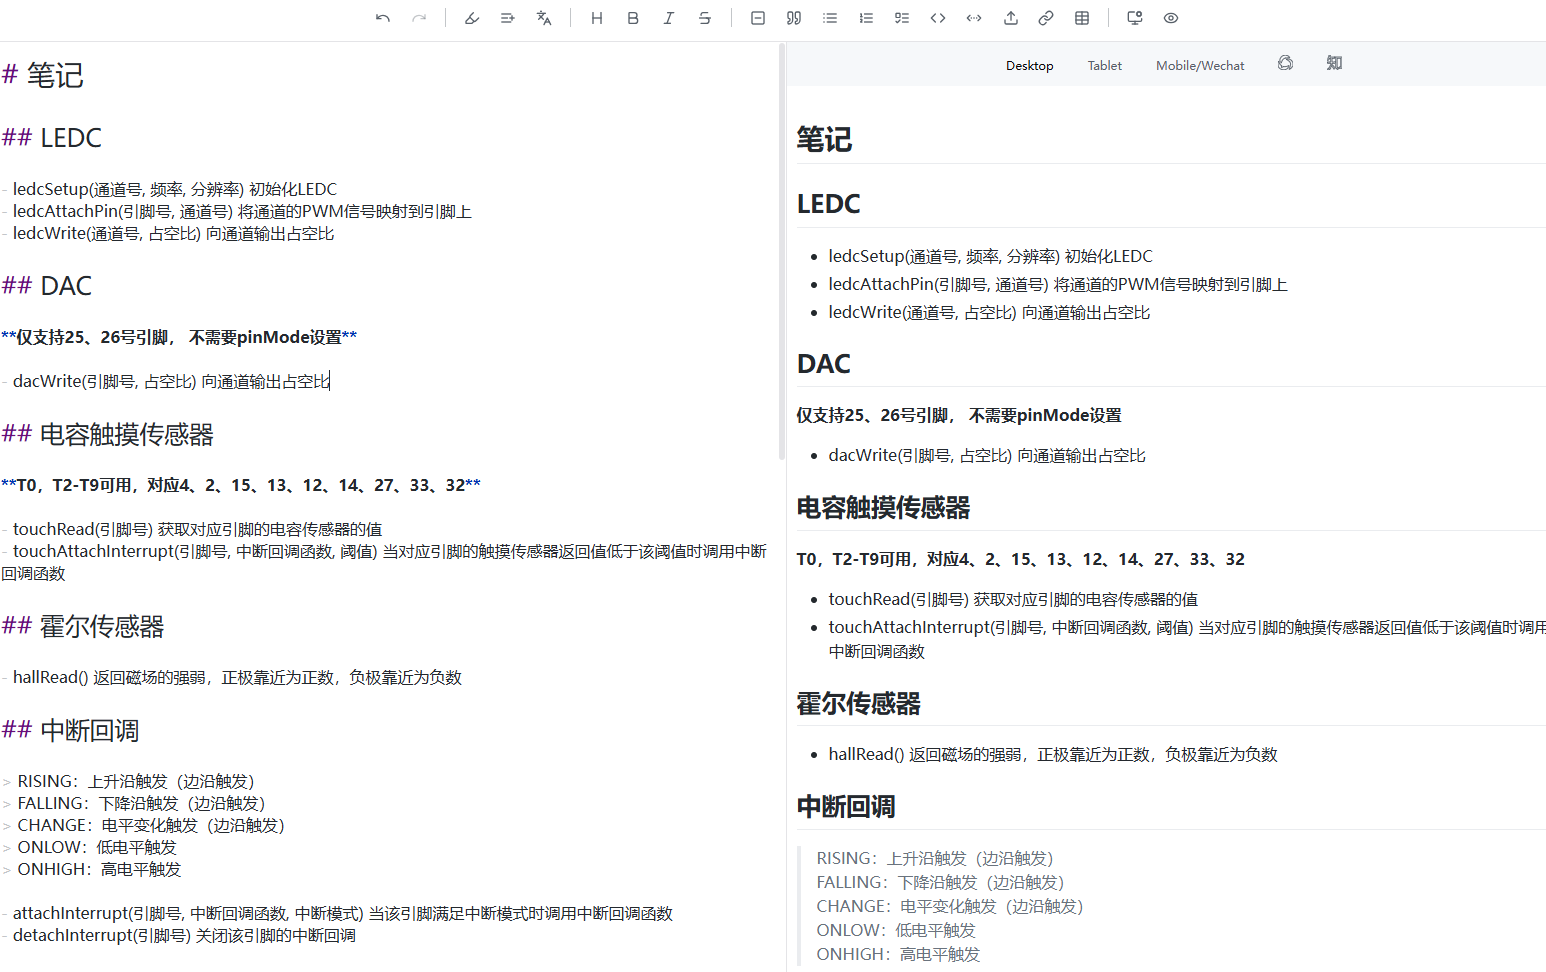 # 笔记
## LEDC
- ledcSetup(通道号, 频率, 分辨率) 初始化LEDC
- ledcAttachPin(引脚号, 通道号) 将通道的PWM信号映射到引脚上
- ledcWrite(通道号, 占空比) 向通道输出占空比
## DAC
**仅支持25、26号引脚， 不需要pinMode设置**
- dacWrite(引脚号, 占空比) 向通道输出占空比
## 电容触摸传感器
**T0，T2-T9可用，对应4、2、15、13、12、14、27、33、32**
- touchRead(引脚号) 获取对应引脚的电容传感器的值
- touchAttachInterrupt(引脚号, 中断回调函数, 阈值) 当对应引脚的触摸传感器返回值低于该阈值时调用中断
回调函数
## 霍尔传感器
- hallRead() 返回磁场的强弱，正极靠近为正数，负极靠近为负数
## 中断回调
> RISING：上升沿触发（边沿触发）
> FALLING：下降沿触发（边沿触发）
> CHANGE：电平变化触发（边沿触发）
> ONLOW：低电平触发
> ONHIGH：高电平触发
- attachInterrupt(引脚号, 中断回调函数, 中断模式) 当该引脚满足中断模式时调用中断回调函数
- detachInterrupt(引脚号) 关闭该引脚的中断回调
Desktop Tablet Mobile/Wechat 知
笔记
LEDC
• ledcSetup(通道号, 频率, 分辨率) 初始化LEDC
• ledcAttachPin(引脚号, 通道号) 将通道的PWM信号映射到引脚上
• ledcWrite(通道号, 占空比) 向通道输出占空比
DAC
仅支持25、26号引脚， 不需要pinMode设置
• dacWrite(引脚号, 占空比) 向通道输出占空比
电容触摸传感器
T0，T2-T9可用，对应4、2、15、13、12、14、27、33、32
• touchRead(引脚号) 获取对应引脚的电容传感器的值
• touchAttachInterrupt(引脚号, 中断回调函数, 阈值) 当对应引脚的触摸传感器返回值低于该阈值时调用
中断回调函数
霍尔传感器
• hallRead() 返回磁场的强弱，正极靠近为正数，负极靠近为负数
中断回调
RISING：上升沿触发（边沿触发）
FALLING：下降沿触发（边沿触发）
CHANGE：电平变化触发（边沿触发）
ONLOW：低电平触发
ONHIGH：高电平触发